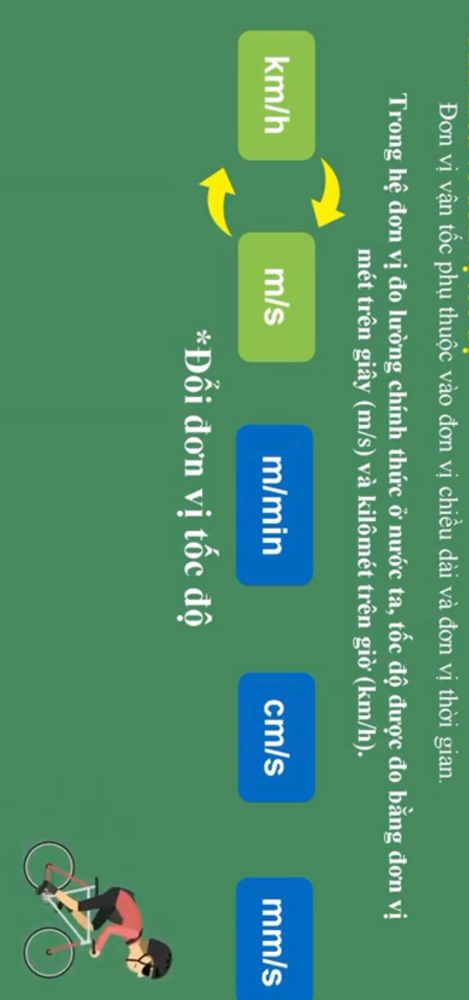 Đơn vị vận tốc phụ thuộc vào đơn vị chiều dài và đơn vị thời gian.
Trong hệ đơn vị đo lường chính thức ở nước ta, tốc độ được đo bằng đơn vị
mét trên giây (m/s) và kilômét trên giờ (km/h).
km/h
m/s
m/min
cm/s
mm/s
*Đổi đơn vị tốc độ